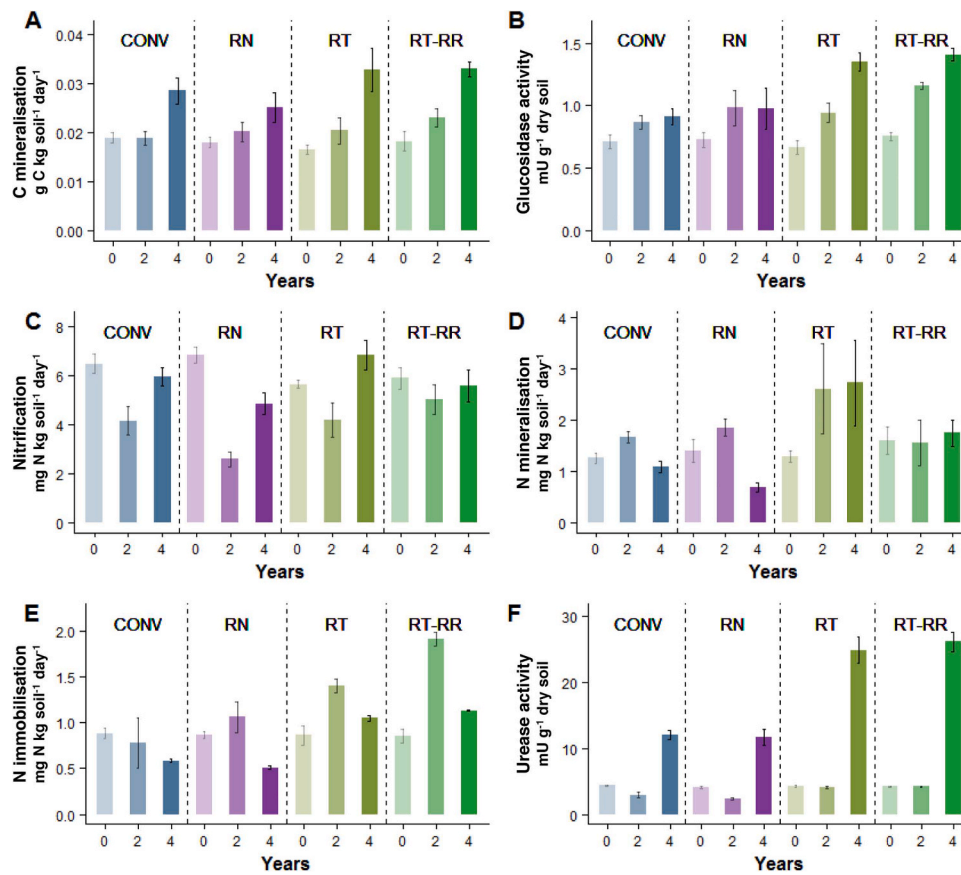 A
CONV RN RT RT-RR
C mineralisation
g C kg soil⁻¹ day⁻¹
0.04
0.03
0.02
0.01
0.00
0 2 4 0 2 4 0 2 4 0 2 4
Years
B
CONV RN RT RT-RR
Glucosidase activity
mU g⁻¹ dry soil
1.5
1.0
0.5
0.0
0 2 4 0 2 4 0 2 4 0 2 4
Years
C
CONV RN RT RT-RR
Nitrification
mg N kg soil⁻¹ day⁻¹
8
6
4
2
0
0 2 4 0 2 4 0 2 4 0 2 4
Years
D
CONV RN RT RT-RR
N mineralisation
mg N kg soil⁻¹ day⁻¹
4
3
2
1
0
0 2 4 0 2 4 0 2 4 0 2 4
Years
E
CONV RN RT RT-RR
N immobilisation
mg N kg soil⁻¹ day⁻¹
2.0
1.5
1.0
0.5
0.0
0 2 4 0 2 4 0 2 4 0 2 4
Years
F
CONV RN RT RT-RR
Urease activity
mU g⁻¹ dry soil
30
20
10
0
0 2 4 0 2 4 0 2 4 0 2 4
Years